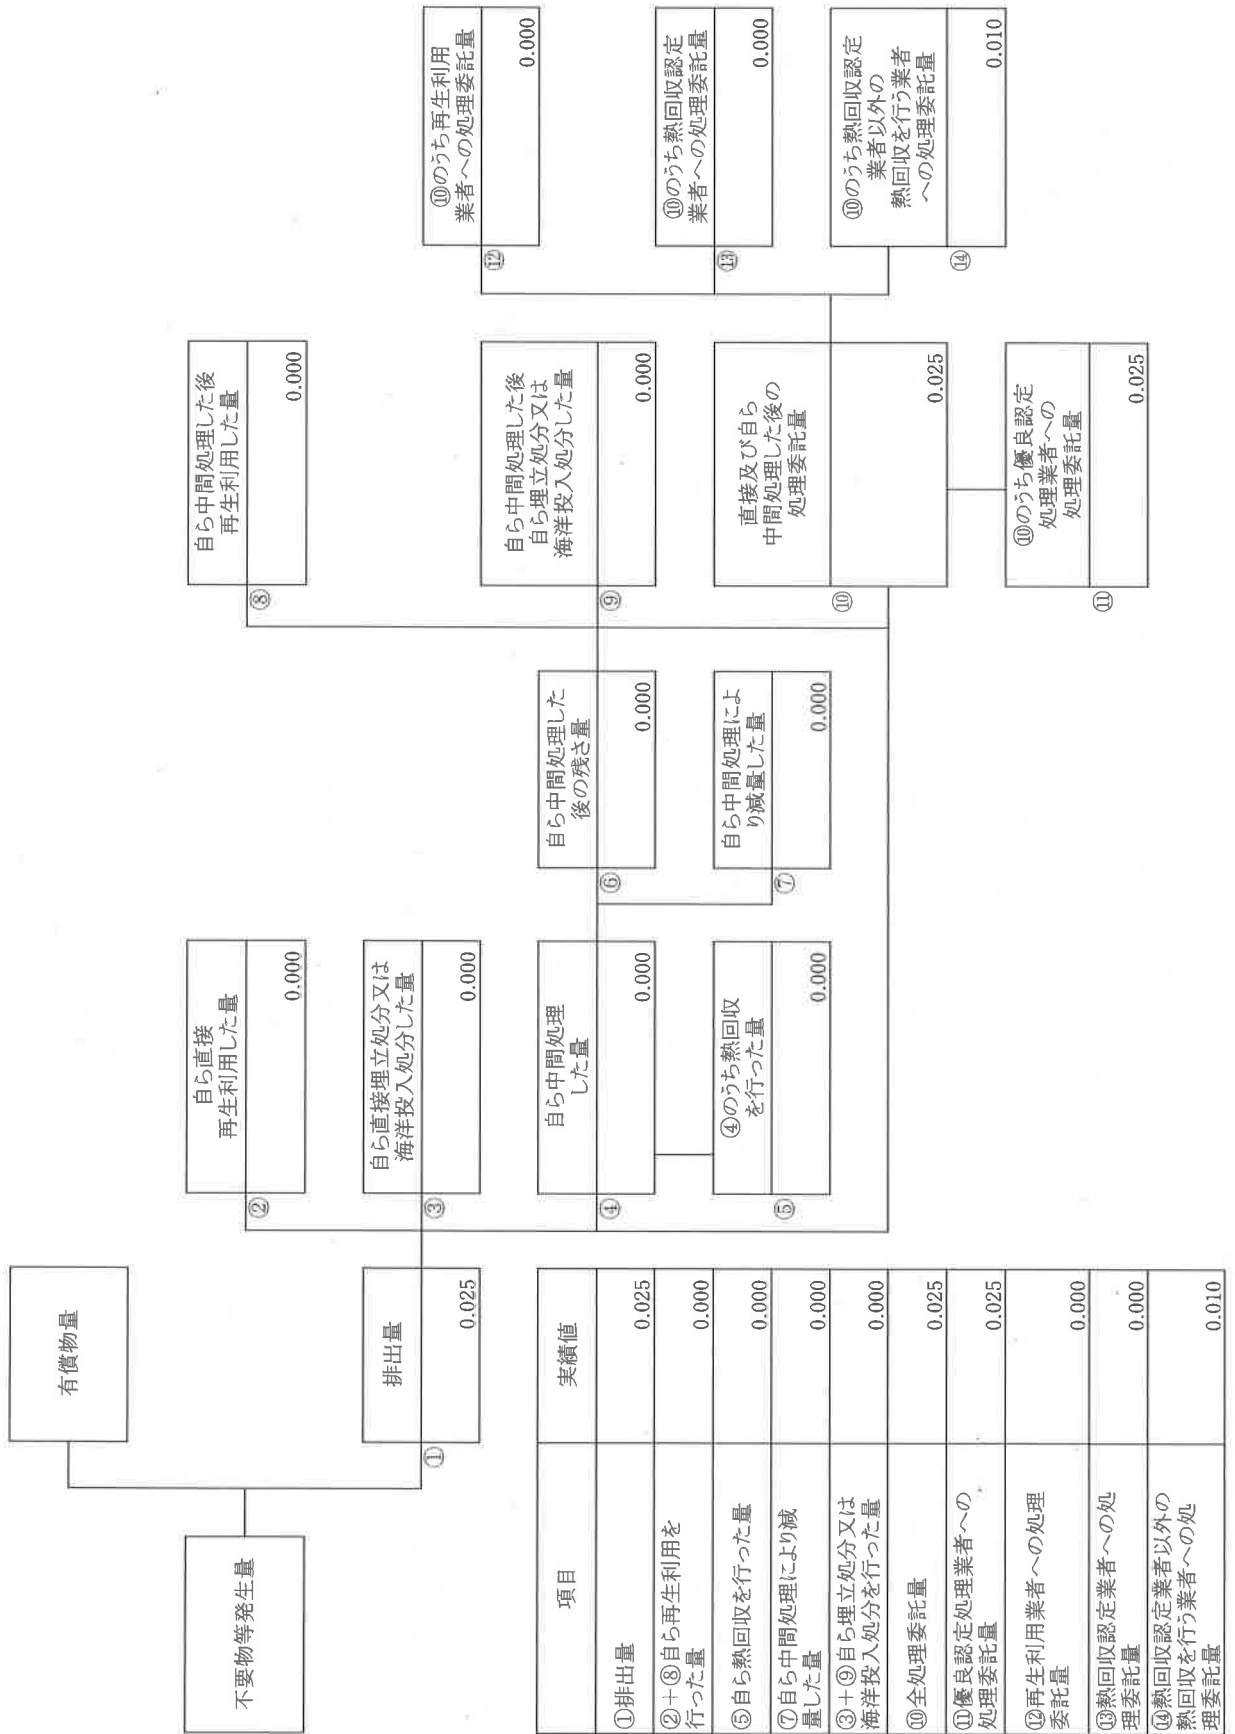 不要物等発生量
有償物量
排出量
①
0.025
自ら直接
再生利用した量
②
0.000
自ら直接埋立処分又は
海洋投入処分した量
③
0.000
自ら中間処理
した量
④
0.000
④のうち熱回収
を行った量
⑤
0.000
自ら中間処理した
後の残さ量
⑥
0.000
自ら中間処理によ
り減量した量
⑦
0.000
自ら中間処理した後
再生利用した量
⑧
0.000
自ら中間処理した後
自ら埋立処分又は
海洋投入処分した量
⑨
0.000
直接及び自ら
中間処理した後の
処理委託量
⑩
0.025
⑩のうち優良認定
処理業者への
処理委託量
⑪
0.025
⑩のうち再生利用
業者への処理委託量
⑫
0.000
⑩のうち熱回収認定
業者への処理委託量
⑬
0.000
⑩のうち熱回収認定
業者以外の
熱回収を行う業者
への処理委託量
⑭
0.010
項目 実績値
①排出量 0.025
②+⑧自ら再生利用を
行った量 0.000
⑤自ら熱回収を行った量 0.000
⑦自ら中間処理により減
量した量 0.000
③+⑨自ら埋立処分又は
海洋投入処分を行った量 0.000
⑩全処理委託量 0.025
⑪優良認定処理業者への
処理委託量 0.025
⑫再生利用業者への処理
委託量 0.000
⑬熱回収認定業者への処
理委託量 0.000
⑭熱回収認定業者以外の
熱回収を行う業者への処
理委託量 0.010